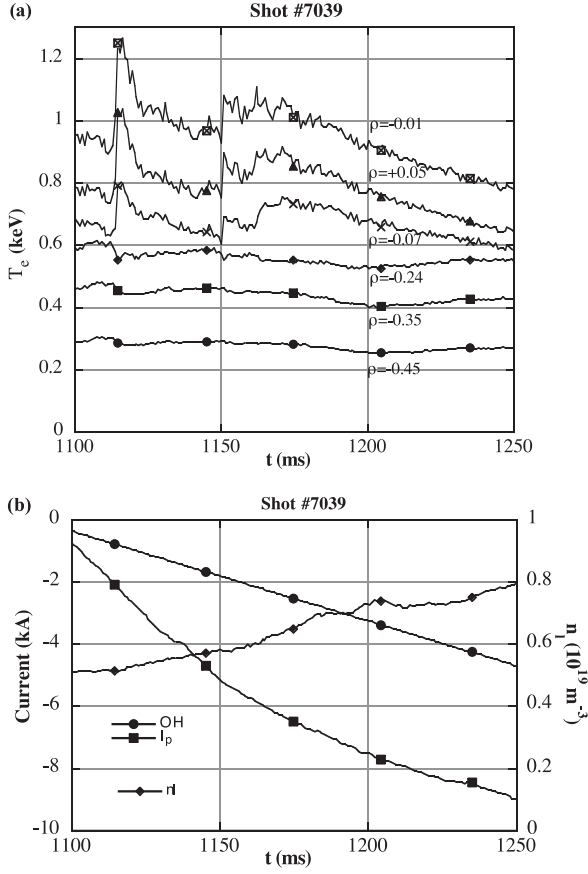 (a)
Shot #7039
1.2
1
0.8
0.6
0.4
0.2
0
T_e (keV)
ρ=-0.01
ρ=+0.05
ρ=-0.07
ρ=-0.24
ρ=-0.35
ρ=-0.45
1100 1150 1200 1250
t (ms)
(b)
Shot #7039
0
-2
-4
-6
-8
-10
Current (kA)
1
0.8
0.6
0.4
0.2
0
n_l (10^19 m^-3)
OH
I_p
nl
1100 1150 1200 1250
t (ms)